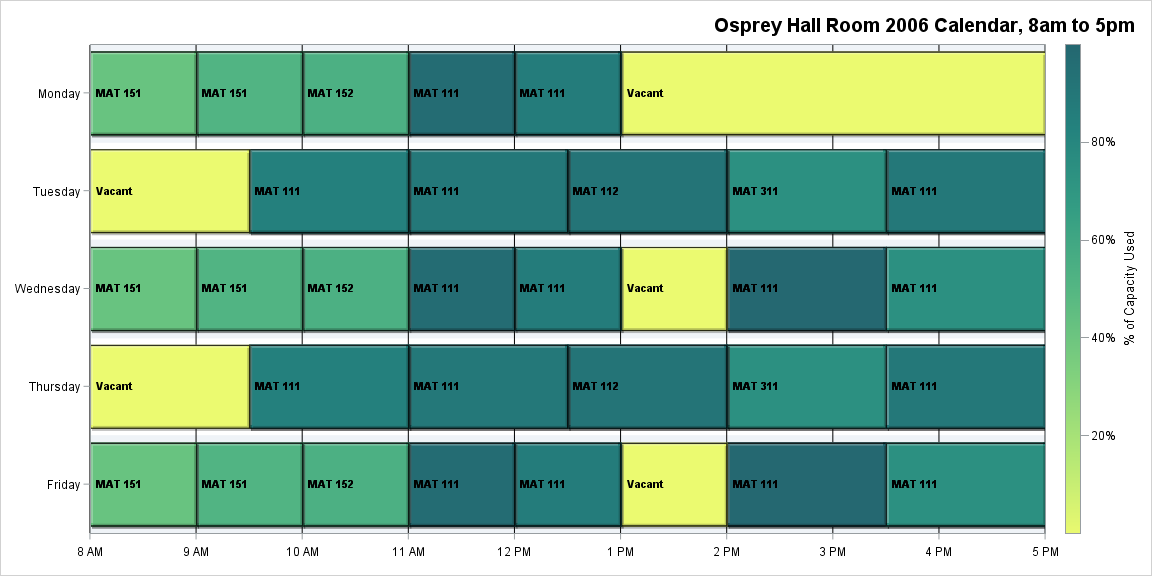 Osprey Hall Room 2006 Calendar, 8am to 5pm
Monday
MAT 151
MAT 151
MAT 152
MAT 111
MAT 111
Vacant
Tuesday
Vacant
MAT 111
MAT 111
MAT 112
MAT 311
MAT 111
Wednesday
MAT 151
MAT 151
MAT 152
MAT 111
MAT 111
Vacant
MAT 111
MAT 111
Thursday
Vacant
MAT 111
MAT 111
MAT 112
MAT 311
MAT 111
Friday
MAT 151
MAT 151
MAT 152
MAT 111
MAT 111
Vacant
MAT 111
MAT 111
8 AM
9 AM
10 AM
11 AM
12 PM
1 PM
2 PM
3 PM
4 PM
5 PM
80%
60%
40%
20%
% of Capacity Used